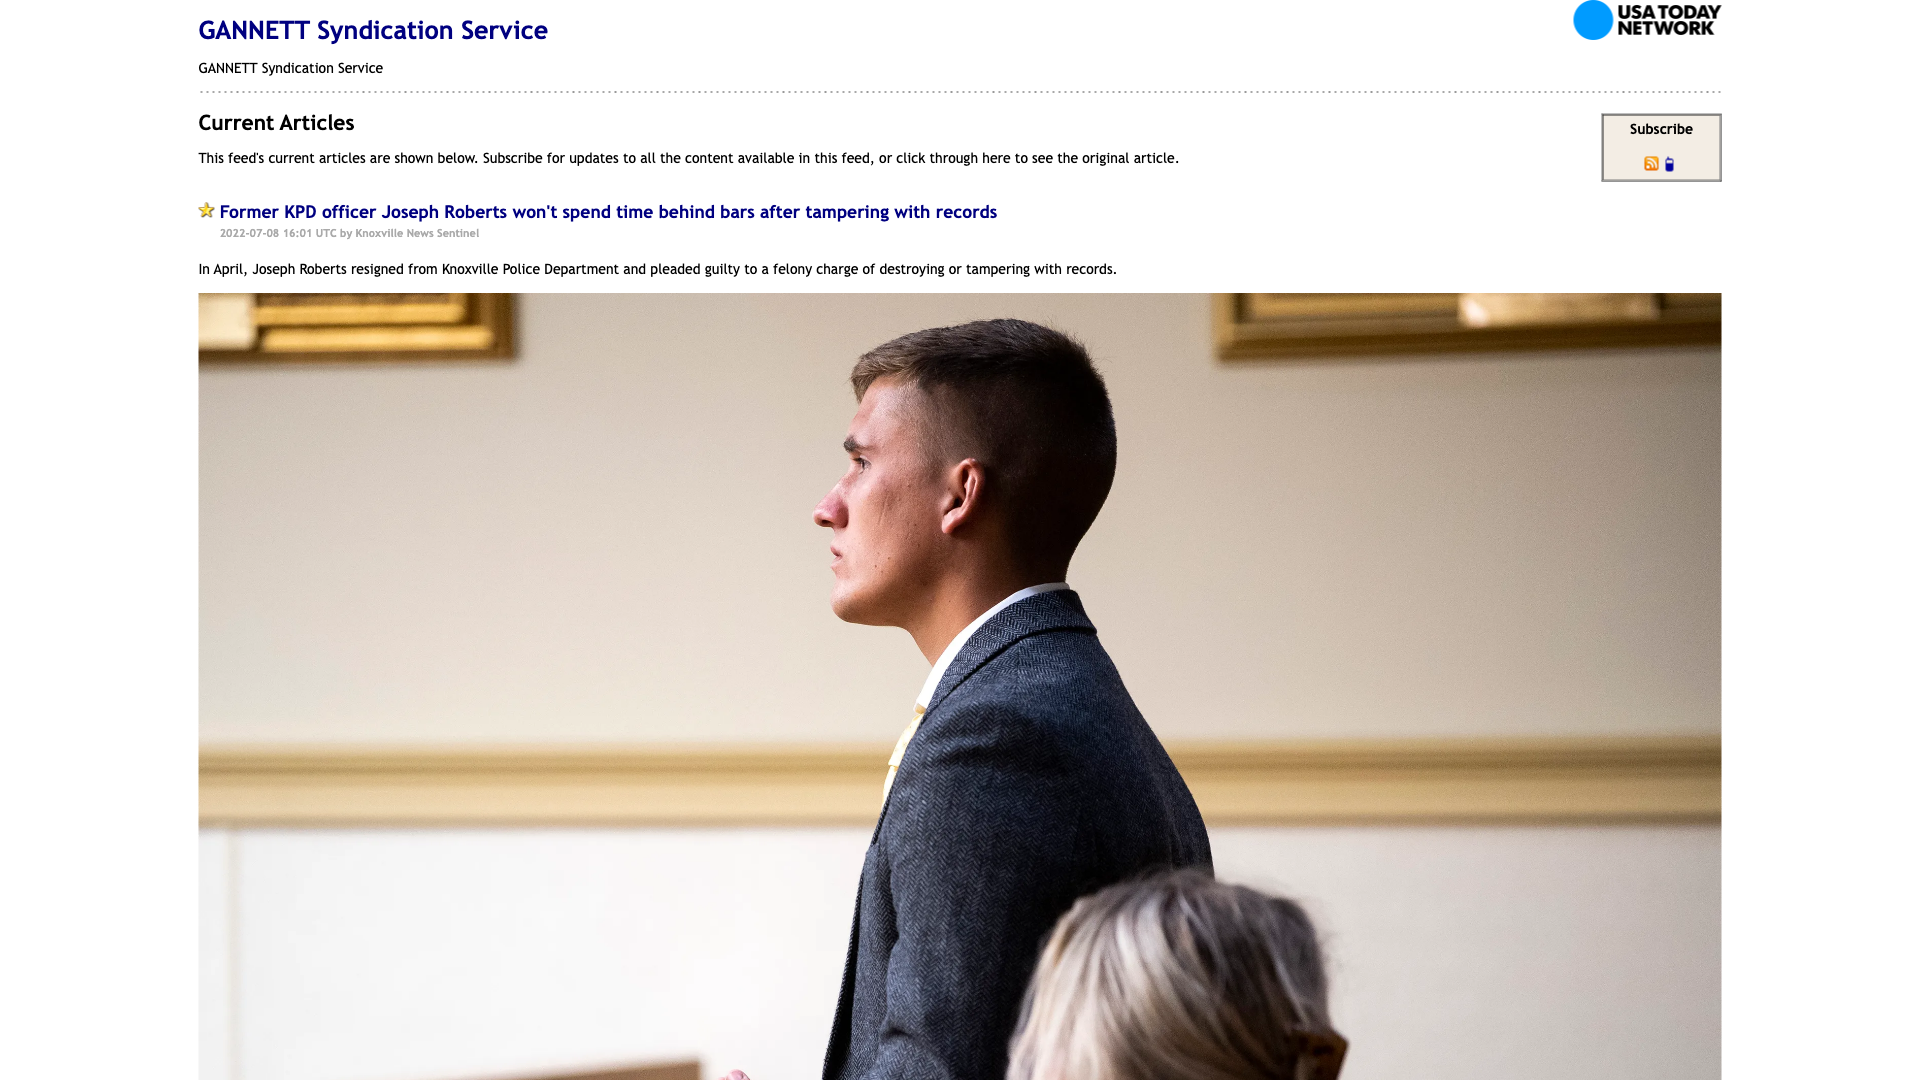 GANNETT Syndication Service
USA TODAY
NETWORK
GANNETT Syndication Service
Current Articles
Subscribe
This feed's current articles are shown below. Subscribe for updates to all the content available in this feed, or click through here to see the original article.
Former KPD officer Joseph Roberts won't spend time behind bars after tampering with records
2022-07-08 16:01 UTC by Knoxville News Sentinel
In April, Joseph Roberts resigned from Knoxville Police Department and pleaded guilty to a felony charge of destroying or tampering with records.